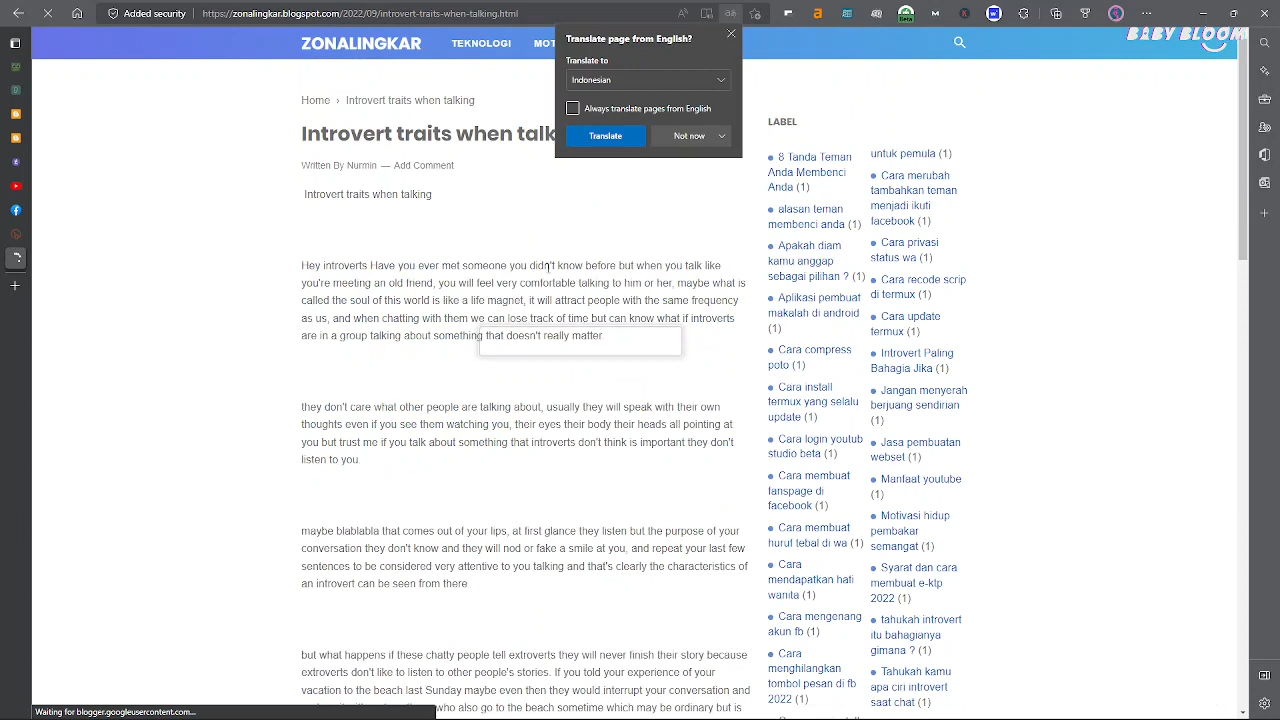 https://zonalingkar.blogspot.com/2022/09/introvert-traits-when-talking.html
Beta
BABY BLOOM
ZONALINGKAR
TEKNOLOGI
Translate page from English?
Translate to
Indonesian
Always translate pages from English
Translate
Not now
Home › Introvert traits when talking
Introvert traits when talk
Written By Nurmin — Add Comment
Introvert traits when talking
Hey introverts Have you ever met someone you didn't know before but when you talk like
you're meeting an old friend, you will feel very comfortable talking to him or her, maybe what is
called the soul of this world is like a life magnet, it will attract people with the same frequency
as us, and when chatting with them we can lose track of time but can know what if introverts
are in a group talking about something that doesn't really matter.
they don't care what other people are talking about, usually they will speak with their own
thoughts even if you see them watching you, their eyes their body their heads all pointing at
you but trust me if you talk about something that introverts don't think is important they don't
listen to you.
maybe blablabla that comes out of your lips, at first glance they listen but the purpose of your
conversation they don't know and they will nod or fake a smile at you, and repeat your last few
sentences to be considered very attentive to you talking and that's clearly the characteristics of
an introvert can be seen from there.
but what happens if these chatty people tell extroverts they will never finish their story because
extroverts don't like to listen to other people's stories. If you told your experience of your
vacation to the beach last Sunday maybe even then they would interrupt your conversation and
who also go to the beach sometime which may be ordinary but is
LABEL
8 Tanda Teman
Anda Membenci
Anda (1)
alasan teman
membenci anda (1)
Apakah diam
kamu anggap
sebagai pilihan ? (1)
Aplikasi pembuat
makalah di android
(1)
Cara compress
poto (1)
Cara install
termux yang selalu
update (1)
Cara login youtub
studio beta (1)
Cara membuat
fanspage di
facebook (1)
Cara membuat
huruf tebal di wa (1)
Cara
mendapatkan hati
wanita (1)
Cara mengenang
akun fb (1)
Cara
menghilangkan
tombol pesan di fb
2022 (1)
untuk pemula (1)
Cara merubah
tambahkan teman
menjadi ikuti
facebook (1)
Cara privasi
status wa (1)
Cara recode scrip
di termux (1)
Cara update
termux (1)
Introvert Paling
Bahagia Jika (1)
Jangan menyerah
berjuang sendirian
(1)
Jasa pembuatan
webset (1)
Manfaat youtube
(1)
Motivasi hidup
pembakar
semangat (1)
Syarat dan cara
membuat e-ktp
2022 (1)
tahukah introvert
itu bahagianya
gimana ? (1)
Tahukah kamu
apa ciri introvert
saat chat (1)
Waiting for blogger.googleusercontent.com...